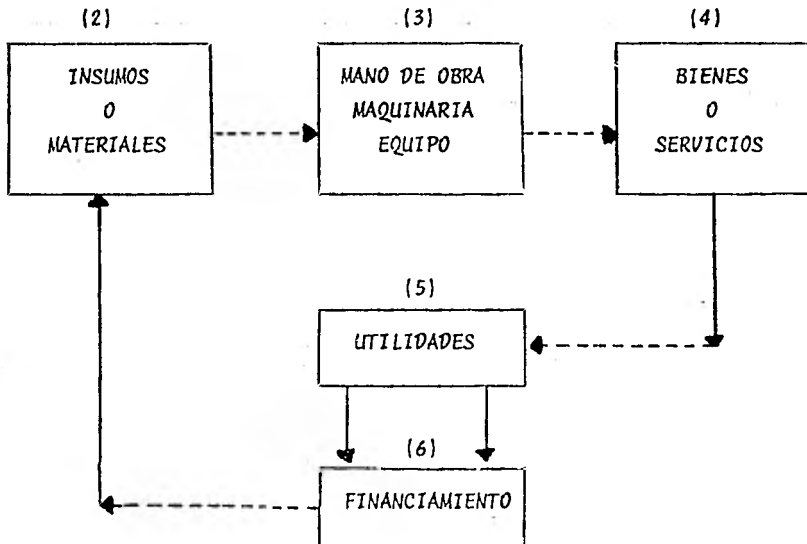 (2)
INSUMOS
O
MATERIALES
(3)
MANO DE OBRA
MAQUINARIA
EQUIPO
(4)
BIENES
O
SERVICIOS
(5)
UTILIDADES
(6)
FINANCIAMIENTO